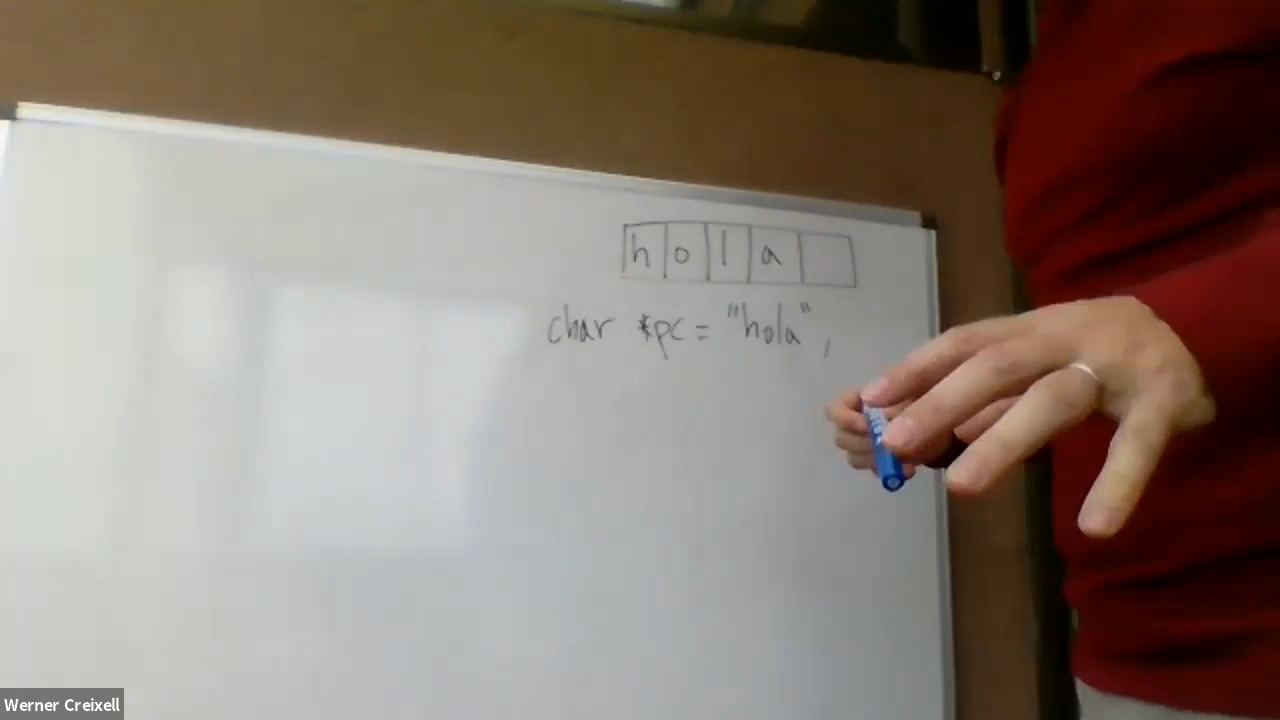 h o l a
char *pc = "hola",
Werner Creixell